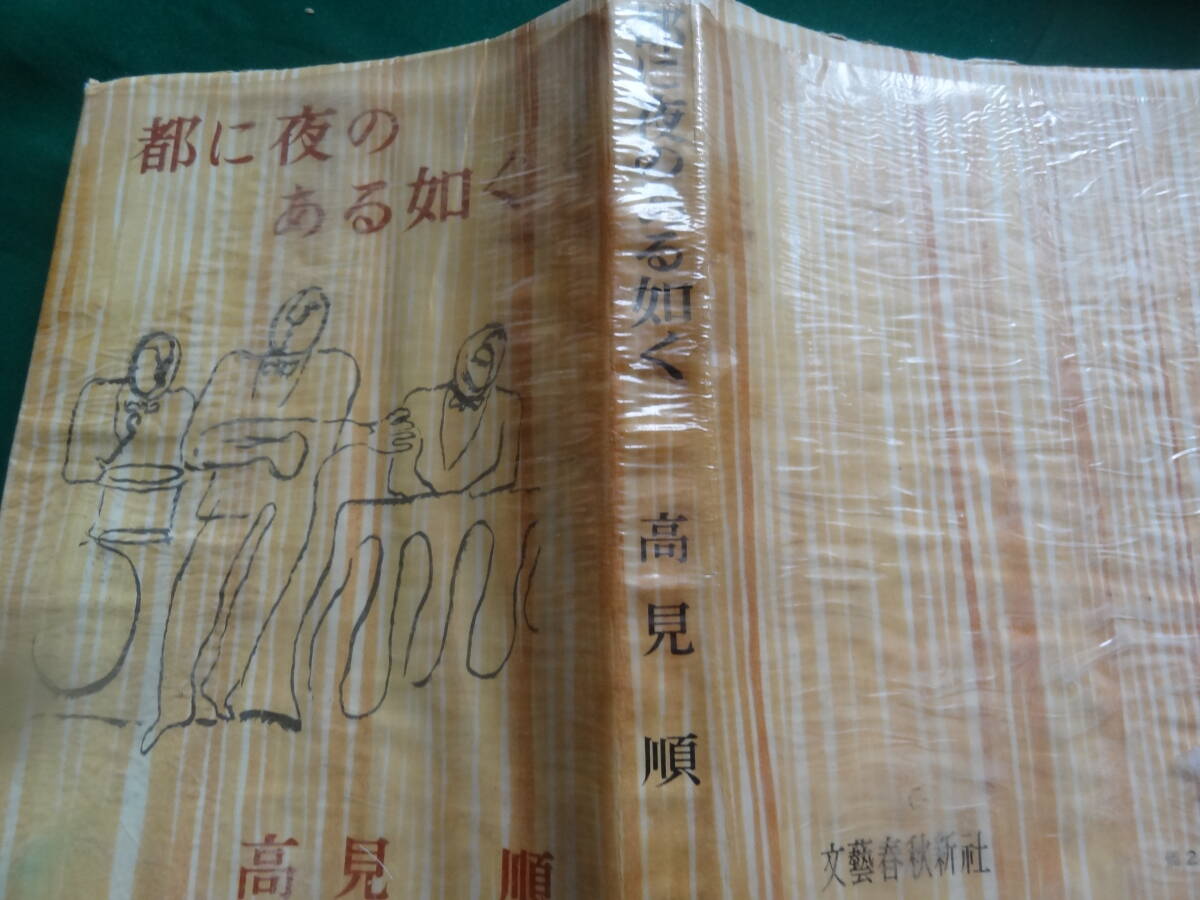 都に夜の
ある如く
高見 順
都に夜のある如く 高見 順
文藝春秋新社